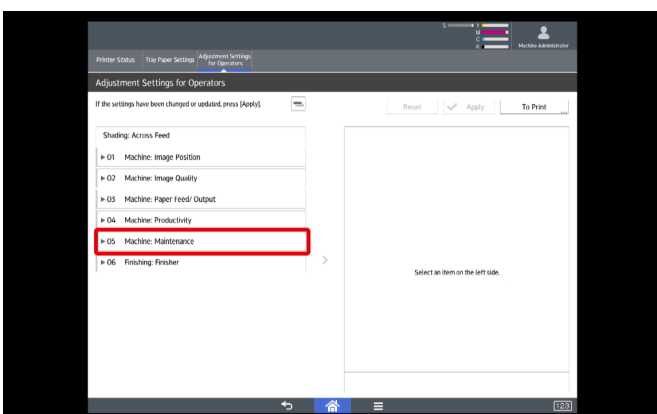 S Y
M
C
K
Machine Administrator
Printer Status Tray Paper Settings Adjustment Settings
for Operators
Adjustment Settings for Operators
If the settings have been changed or updated, press [Apply].
Reset Apply To Print
Shading: Across Feed
01 Machine: Image Position
02 Machine: Image Quality
03 Machine: Paper Feed/ Output
04 Machine: Productivity
05 Machine: Maintenance
06 Finishing: Finisher
Select an item on the left side.
123